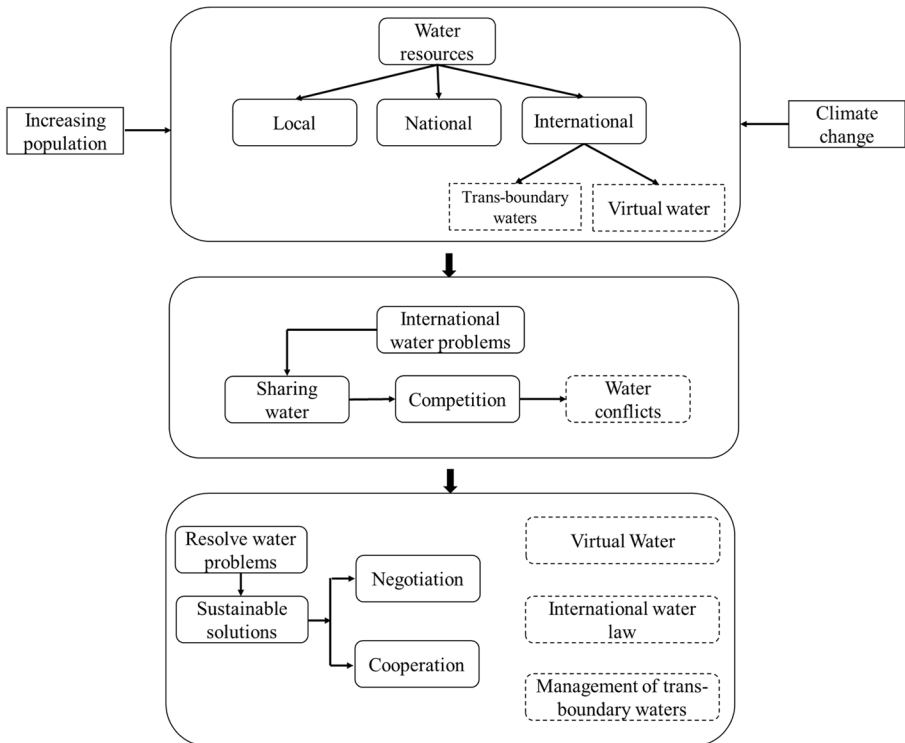 Water
resources
Increasing
population
Local
National
International
Climate
change
Trans-boundary
waters
Virtual water
International
water problems
Sharing
water
Competition
Water
conflicts
Resolve water
problems
Sustainable
solutions
Negotiation
Cooperation
Virtual Water
International water
law
Management of trans-
boundary waters